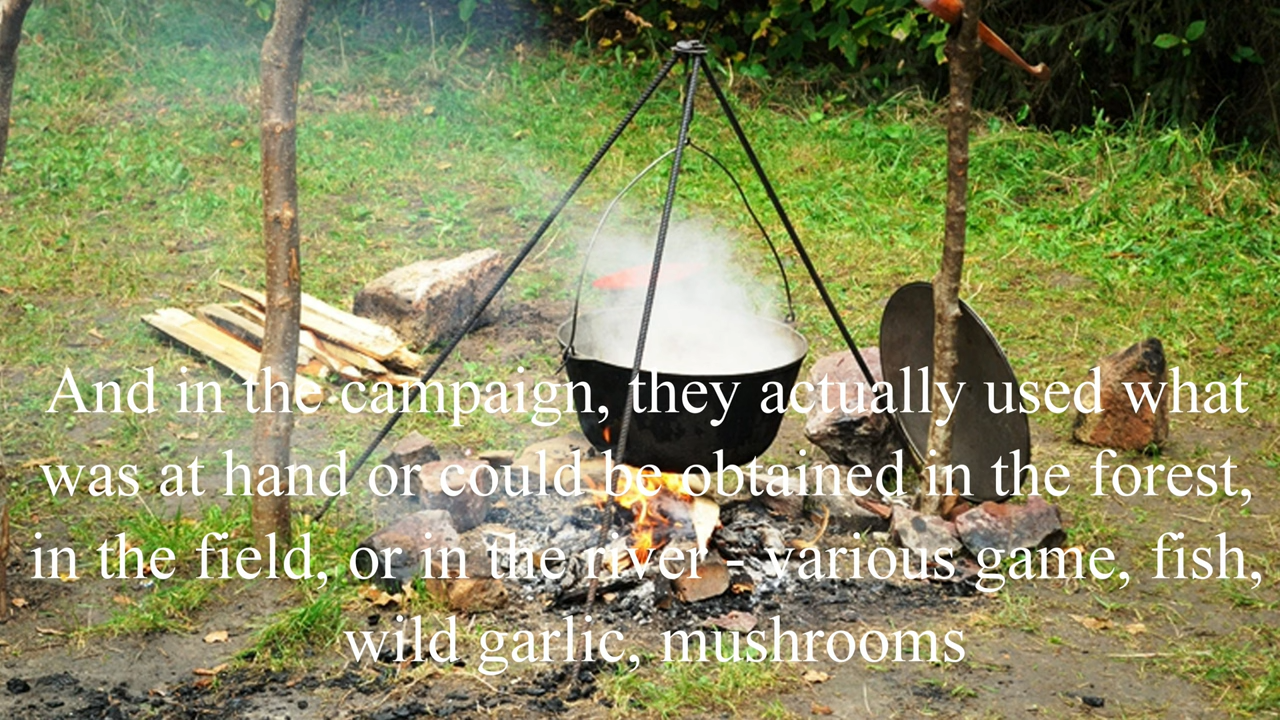 And in the campaign, they actually used what
was at hand or could be obtained in the forest,
in the field, or in the river - various game, fish,
wild garlic, mushrooms